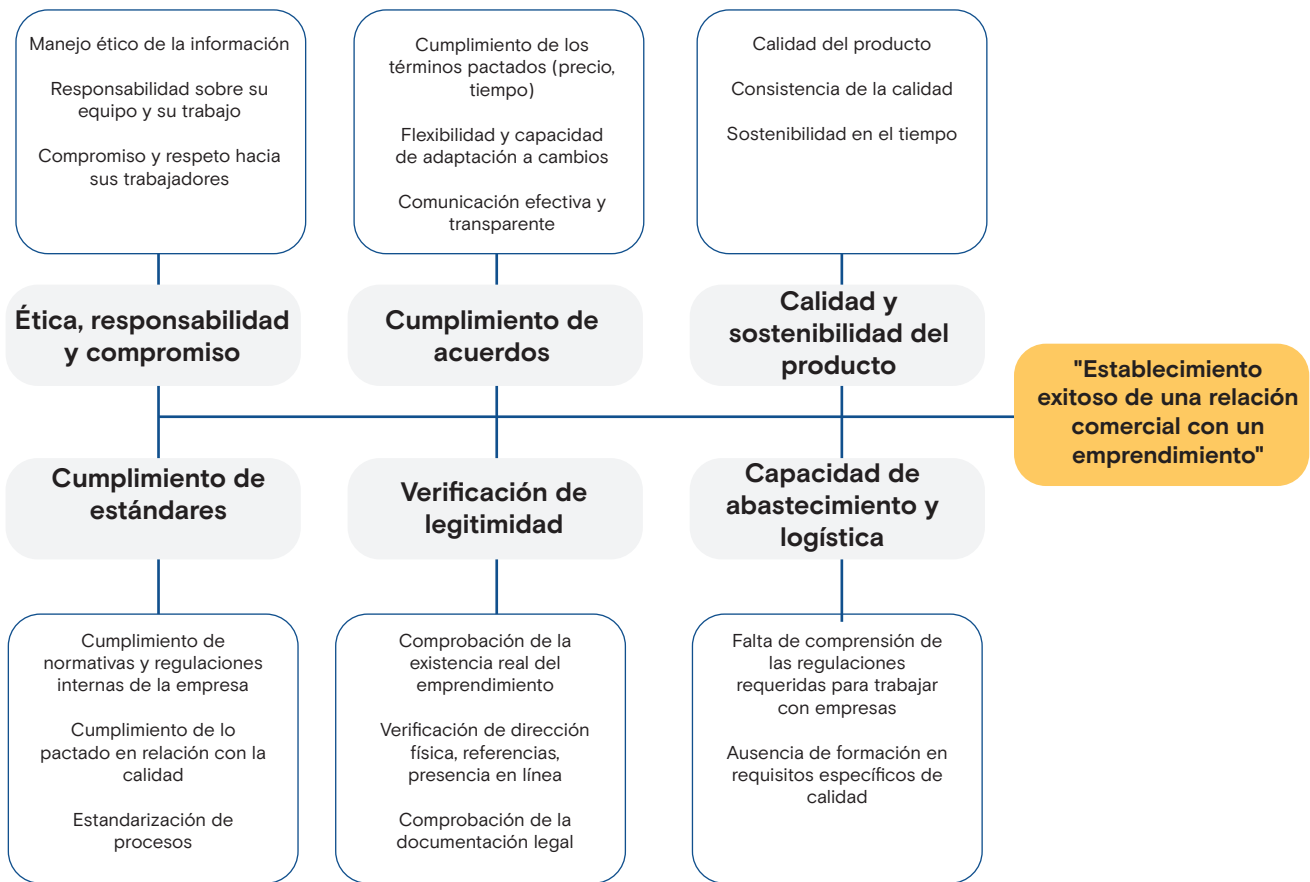 Manejo ético de la información
Responsabilidad sobre su
equipo y su trabajo
Compromiso y respeto hacia
sus trabajadores
Cumplimiento de los
términos pactados (precio,
tiempo)
Flexibilidad y capacidad
de adaptación a cambios
Comunicación efectiva y
transparente
Calidad del producto
Consistencia de la calidad
Sostenibilidad en el tiempo
Ética, responsabilidad
y compromiso
Cumplimiento de
acuerdos
Calidad y
sostenibilidad del
producto
"Establecimiento
exitoso de una relación
comercial con un
emprendimiento"
Cumplimiento de
estándares
Verificación de
legitimidad
Capacidad de
abastecimiento y
logística
Cumplimiento de
normativas y regulaciones
internas de la empresa
Cumplimiento de lo
pactado en relación con la
calidad
Estandarización de
procesos
Comprobación de la
existencia real del
emprendimiento
Verificación de dirección
física, referencias,
presencia en línea
Comprobación de la
documentación legal
Falta de comprensión de
las regulaciones
requeridas para trabajar
con empresas
Ausencia de formación en
requisitos específicos de
calidad